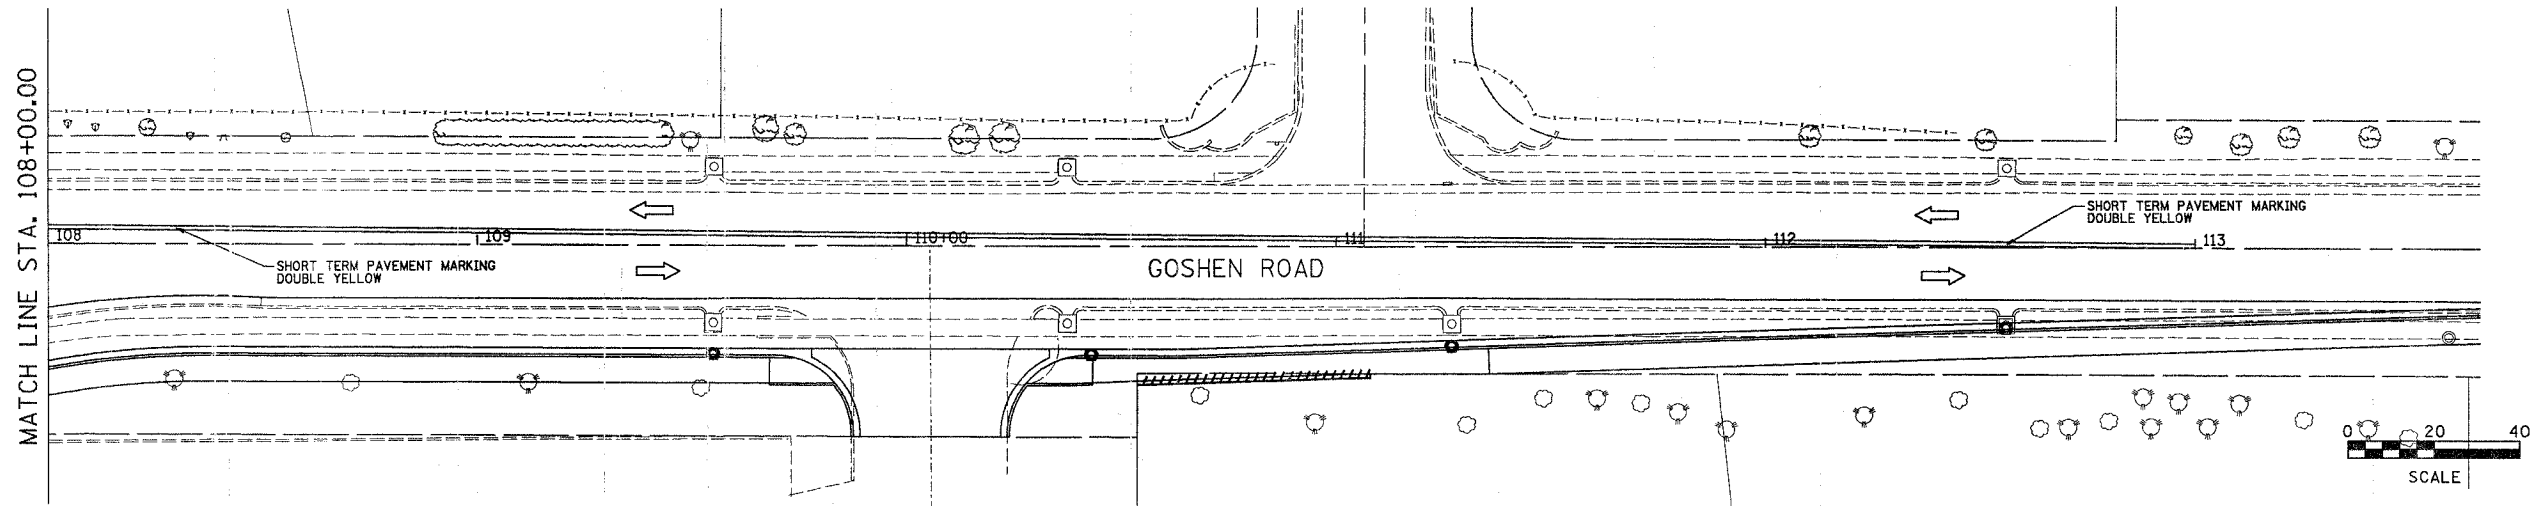 MATCH LINE STA. 108+00.00
SHORT TERM PAVEMENT MARKING
DOUBLE YELLOW
108
109
110+00
111
112
113
SHORT TERM PAVEMENT MARKING
DOUBLE YELLOW
GOSHEN ROAD
0 20 40
SCALE